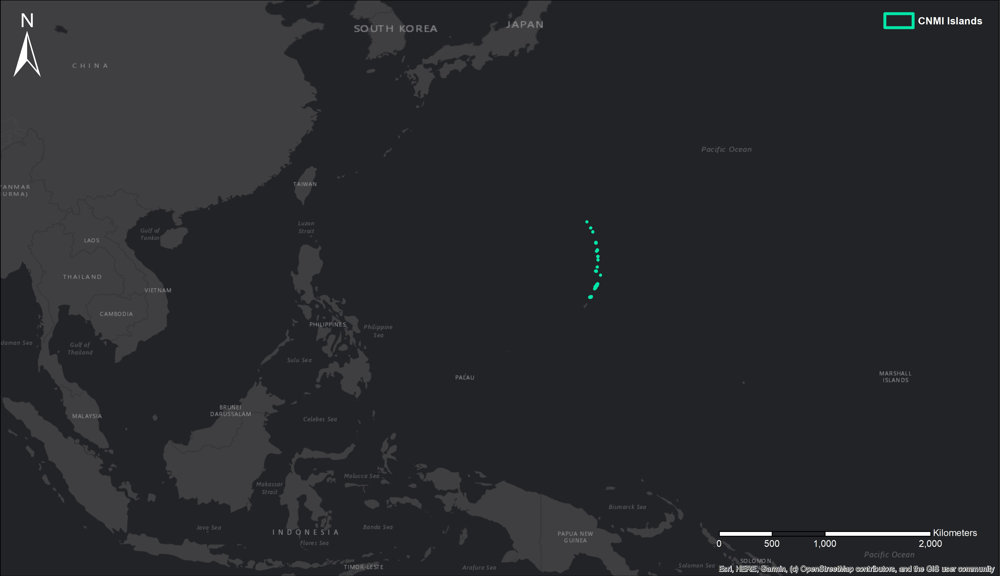 N
CNMI Islands
SOUTH KOREA
JAPAN
CHINA
Pacific Ocean
TAIWAN
YANMAR
URMA)
Luzon
Strait
Gulf of
Tonkin
LAOS
THAILAND
VIETNAM
CAMBODIA
PHILIPPINES
Philippine
Sea
daman Sea
Gulf of
Thailand
Sulu Sea
PALAU
MARSHALL
ISLANDS
BRUNEI
DARUSSALAM
MALAYSIA
Celebes Sea
Molucca Sea
Makassar
Strait
Bismarck Sea
Java Sea
INDONESIA
Banda Sea
Flores Sea
PAPUA NEW
GUINEA
Kilometers
0 500 1,000 2,000
Pacific Ocean
TIMOR-LESTE
Arafura Sea
Solomon Sea
SOLOMON
Esri, HERE, Garmin, (c) OpenStreetMap contributors, and the GIS user community